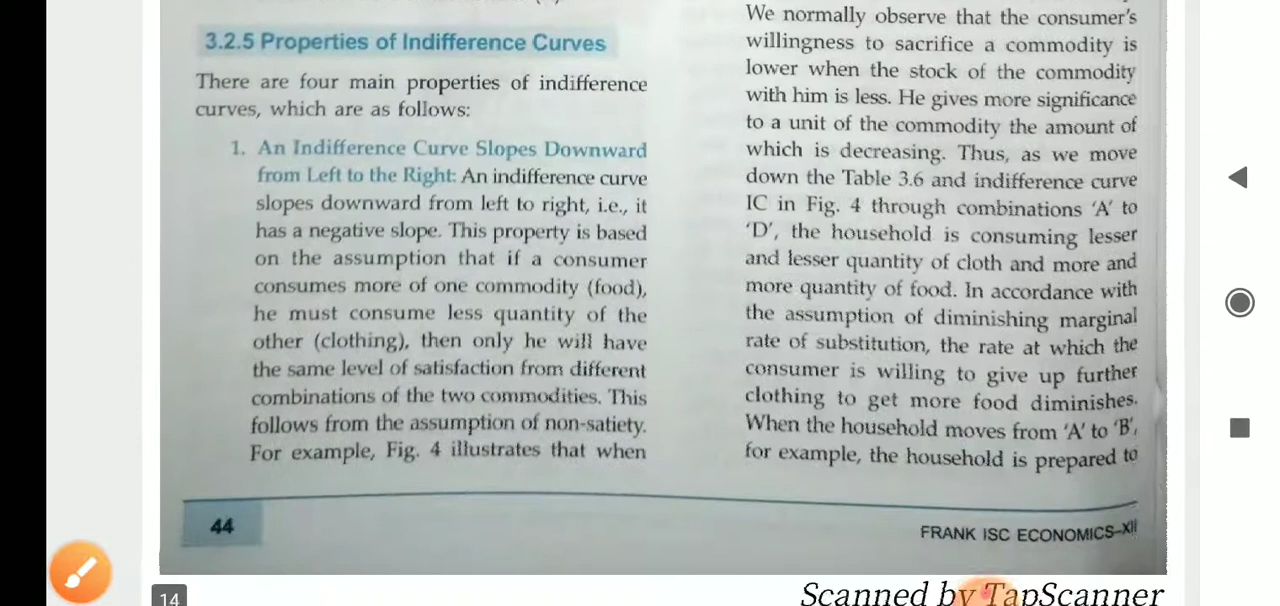 3.2.5 Properties of Indifference Curves
There are four main properties of indifference
curves, which are as follows:
1. An Indifference Curve Slopes Downward
from Left to the Right: An indifference curve
slopes downward from left to right, i.e., it
has a negative slope. This property is based
on the assumption that if a consumer
consumes more of one commodity (food),
he must consume less quantity of the
other (clothing), then only he will have
the same level of satisfaction from different
combinations of the two commodities. This
follows from the assumption of non-satiety.
For example, Fig. 4 illustrates that when
We normally observe that the consumer's
willingness to sacrifice a commodity is
lower when the stock of the commodity
with him is less. He gives more significance
to a unit of the commodity the amount of
which is decreasing. Thus, as we move
down the Table 3.6 and indifference curve
IC in Fig. 4 through combinations 'A' to
'D', the household is consuming lesser
and lesser quantity of cloth and more and
more quantity of food. In accordance with
the assumption of diminishing marginal
rate of substitution, the rate at which the
consumer is willing to give up further
clothing to get more food diminishes.
When the household moves from 'A' to 'B',
for example, the household is prepared to
44
FRANK ISC ECONOMICS–XII
14
Scanned by TapScanner